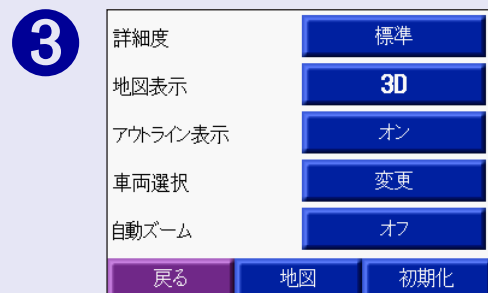 3
詳細度 標準
地図表示 3D
アウトライン表示 オン
車両選択 変更
自動ズーム オフ
戻る 地図 初期化